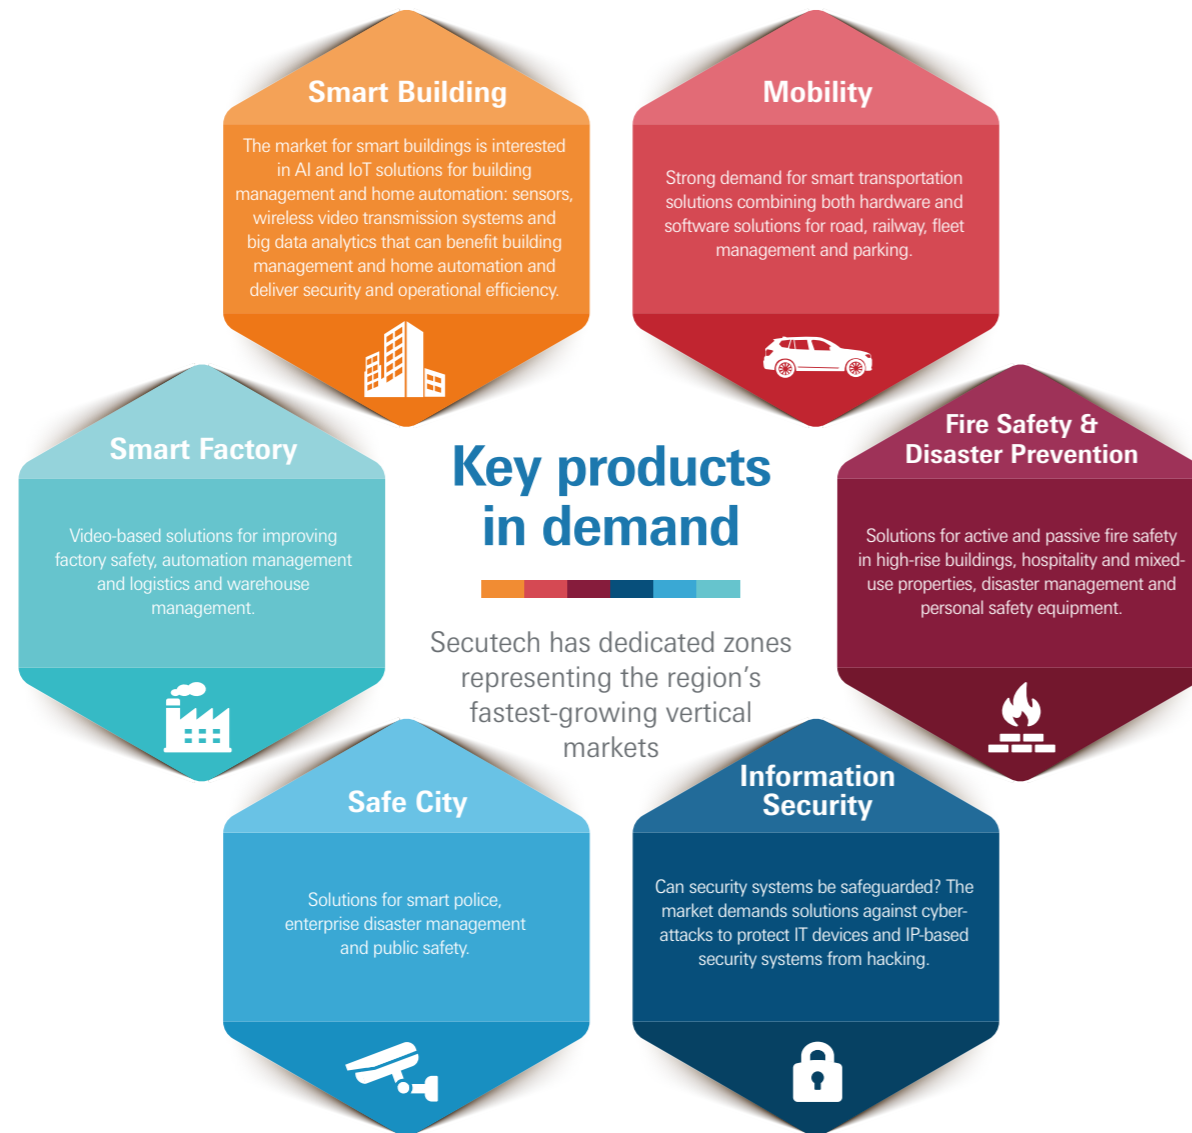 Smart Building
The market for smart buildings is interested
in AI and IoT solutions for building
management and home automation: sensors,
wireless video transmission systems and
big data analytics that can benefit building
management and home automation and
deliver security and operational efficiency.
Mobility
Strong demand for smart transportation
solutions combining both hardware and
software solutions for road, railway, fleet
management and parking.
Smart Factory
Video-based solutions for improving
factory safety, automation management
and logistics and warehouse
management.
Key products
in demand
Secutech has dedicated zones
representing the region’s
fastest-growing vertical
markets
Fire Safety &
Disaster Prevention
Solutions for active and passive fire safety
in high-rise buildings, hospitality and mixed-
use properties, disaster management and
personal safety equipment.
Safe City
Solutions for smart police,
enterprise disaster management
and public safety.
Information
Security
Can security systems be safeguarded? The
market demands solutions against cyber-
attacks to protect IT devices and IP-based
security systems from hacking.